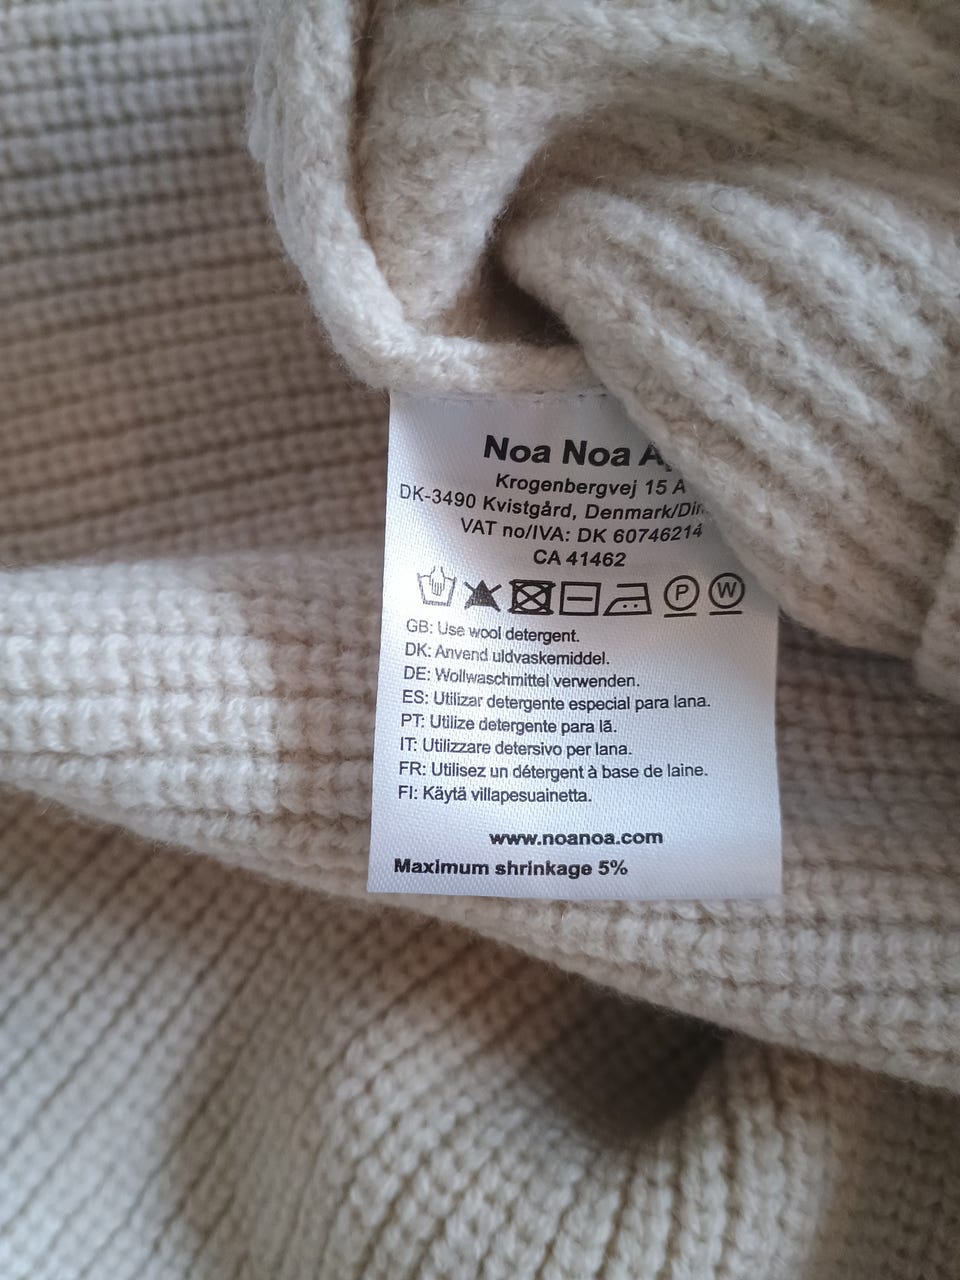 Noa Noa
Krogenbergvej 15 A
DK-3490 Kvistgård, Denmark/
VAT no/IVA: DK 60746214
CA 41462
P W
GB: Use wool detergent.
DK: Anvend uldvaskemiddel.
DE: Wollwaschmittel verwenden.
ES: Utilizar detergente especial para lana.
PT: Utilize detergente para lã.
IT: Utilizzare detersivo per lana.
FR: Utilisez un détergent à base de laine.
FI: Käytä villapesuainetta.
www.noanoa.com
Maximum shrinkage 5%